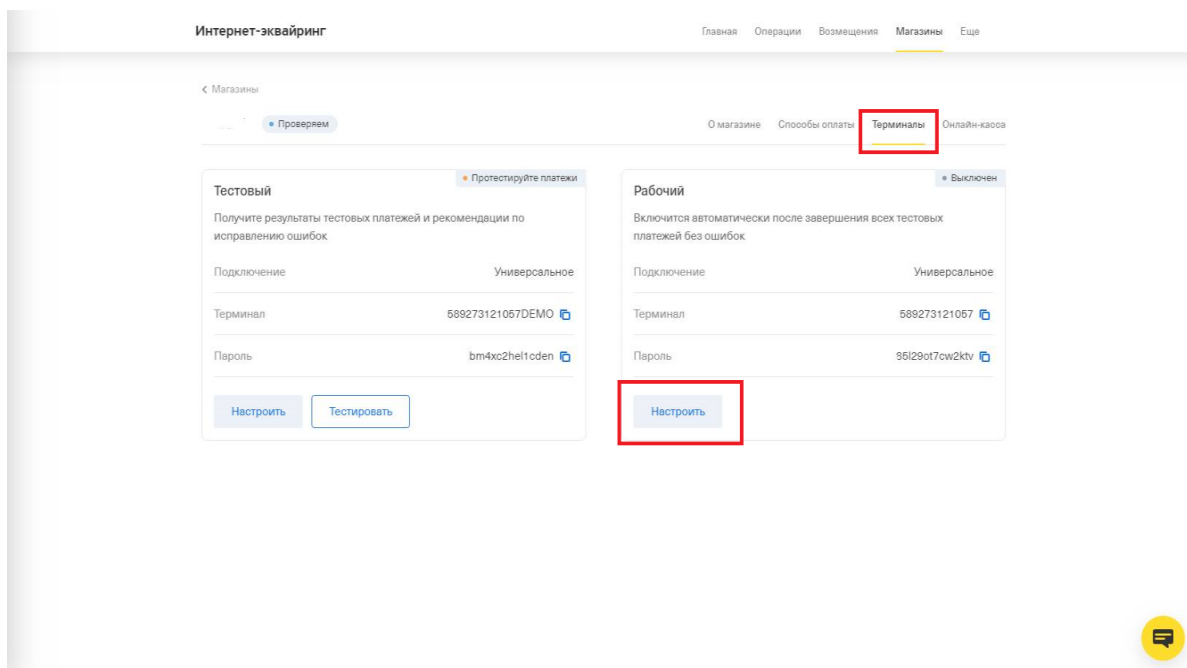 Интернет-эквайринг
Главная Операции Возмещения Магазины Еще
Магазины
Проверяем
О магазине Способы оплаты Терминалы Онлайн-касса
Тестовый
Протестируйте платежи
Получите результаты тестовых платежей и рекомендации по
исправлению ошибок
Подключение Универсальное
Терминал 589273121057DEMO
Пароль bm4xc2hel1cden
Настроить Тестировать
Рабочий
Выключен
Включится автоматически после завершения всех тестовых
платежей без ошибок
Подключение Универсальное
Терминал 589273121057
Пароль
Настроить